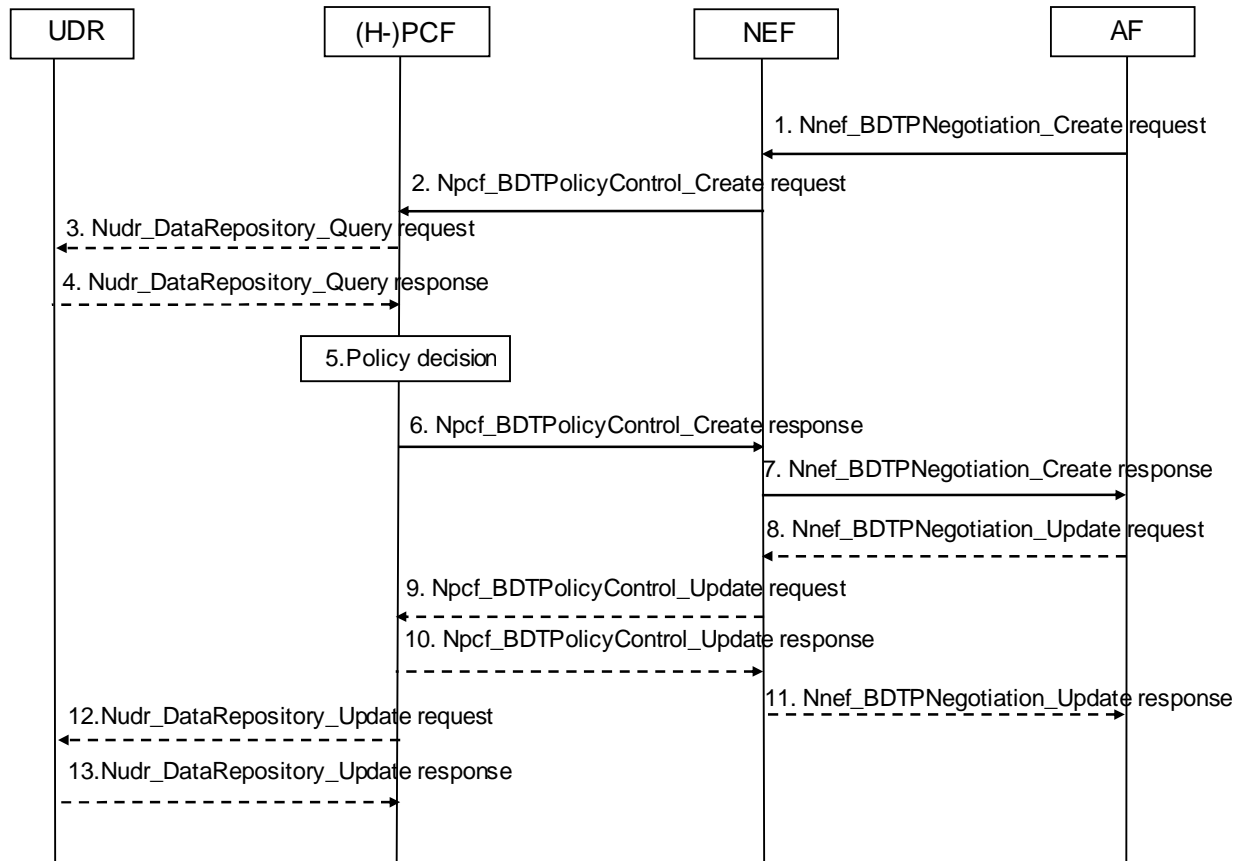 UDR
(H-)PCF
NEF
AF
1. Nnef_BDTPNegotiation_Create request
2. Npcf_BDTPolicyControl_Create request
3. Nudr_DataRepository_Query request
4. Nudr_DataRepository_Query response
5.Policy decision
6. Npcf_BDTPolicyControl_Create response
7. Nnef_BDTPNegotiation_Create response
8. Nnef_BDTPNegotiation_Update request
9. Npcf_BDTPolicyControl_Update request
10. Npcf_BDTPolicyControl_Update response
11. Nnef_BDTPNegotiation_Update response
12.Nudr_DataRepository_Update request
13.Nudr_DataRepository_Update response